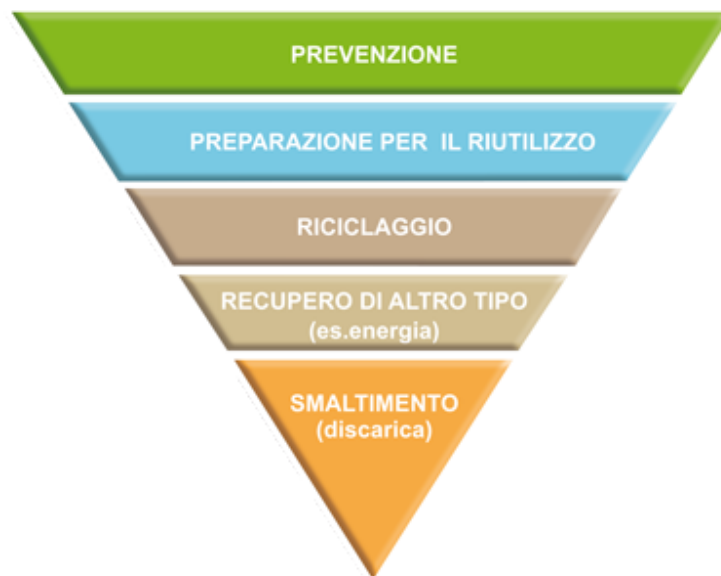 PREVENZIONE
PREPARAZIONE PER IL RIUTILIZZO
RICICLAGGIO
RECUPERO DI ALTRO TIPO
(es.energia)
SMALTIMENTO
(discarica)